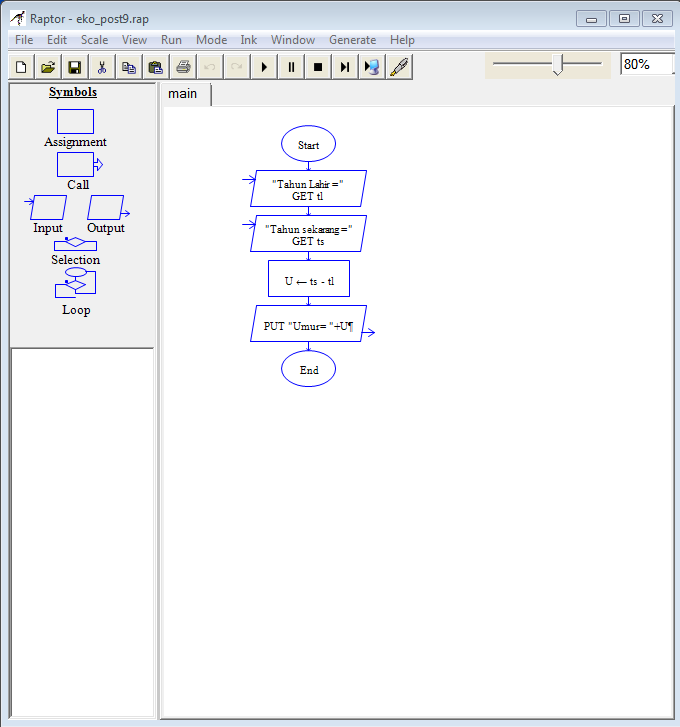 Raptor - eko_post9.rap
File Edit Scale View Run Mode Ink Window Generate Help
80%
Symbols
Assignment
Call
Input Output
Selection
Loop
main
Start
"Tahun Lahir ="
GET tl
"Tahun sekarang ="
GET ts
U ← ts - tl
PUT "Umur= "+U¶
End